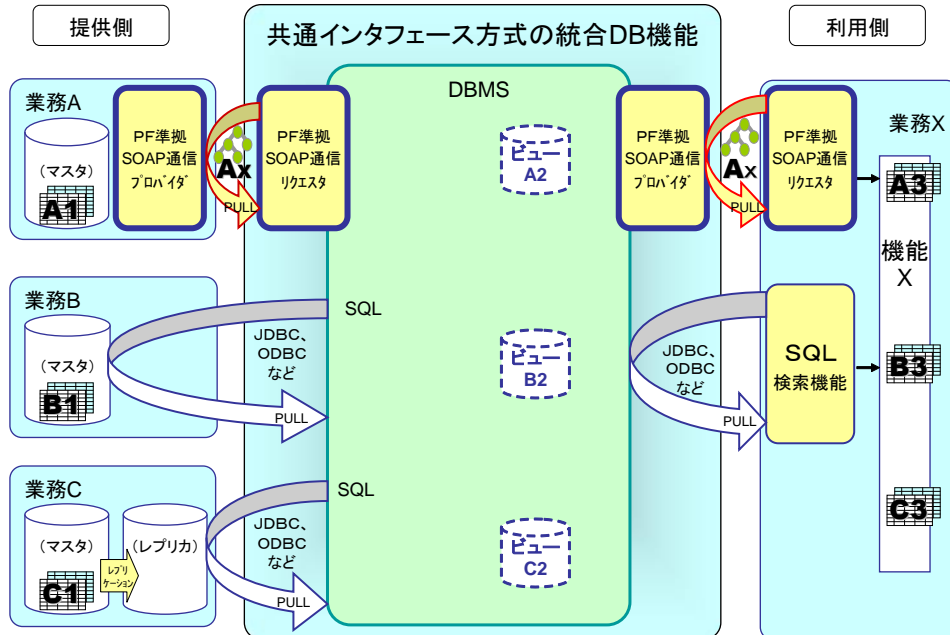 提供側
共通インタフェース方式の統合DB機能
利用側
業務A
(マスタ)
A1
PF準拠
SOAP通信
プロバイダ
Ax
PULL
PF準拠
SOAP通信
リクエスタ
DBMS
ビュー
A2
PF準拠
SOAP通信
プロバイダ
Ax
PULL
PF準拠
SOAP通信
リクエスタ
業務X
A3
機能
X
業務B
(マスタ)
B1
SQL
JDBC、
ODBC
など
PULL
ビュー
B2
JDBC、
ODBC
など
PULL
SQL
検索機能
B3
業務C
(マスタ)
C1
レプリ
ケーション
(レプリカ)
SQL
JDBC、
ODBC
など
PULL
ビュー
C2
C3